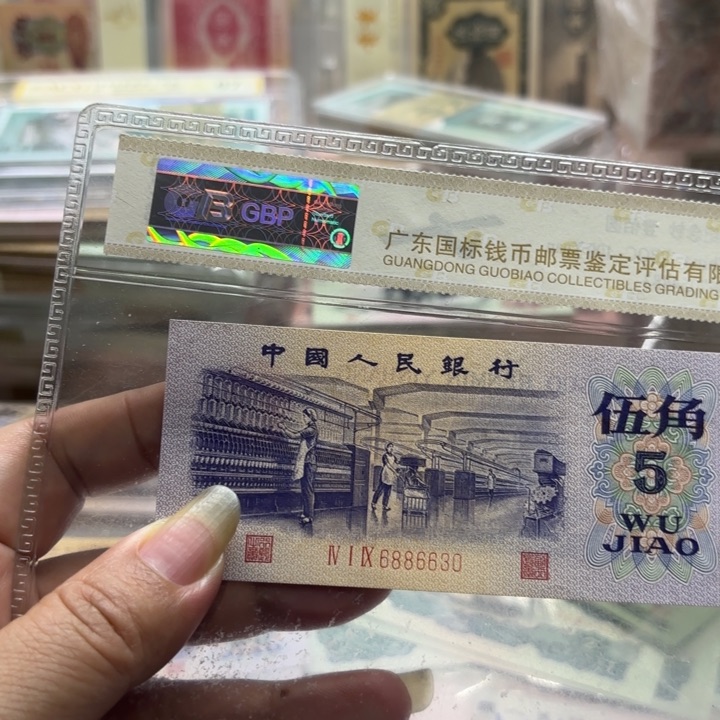 GBP
广东国标钱币邮票鉴定评估有限
GUANGDONG GUOBIAO COLLECTIBLES GRADING
中國人民銀行
伍角
5
WU
JIAO
Ⅳ Ⅰ Ⅸ 6886630